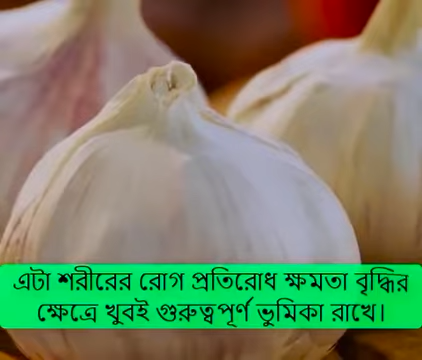 এটা শরীরের রোগ প্রতিরোধ ক্ষমতা বৃদ্ধির
ক্ষেত্রে খুবই গুরুত্বপূর্ণ ভুমিকা রাখে।